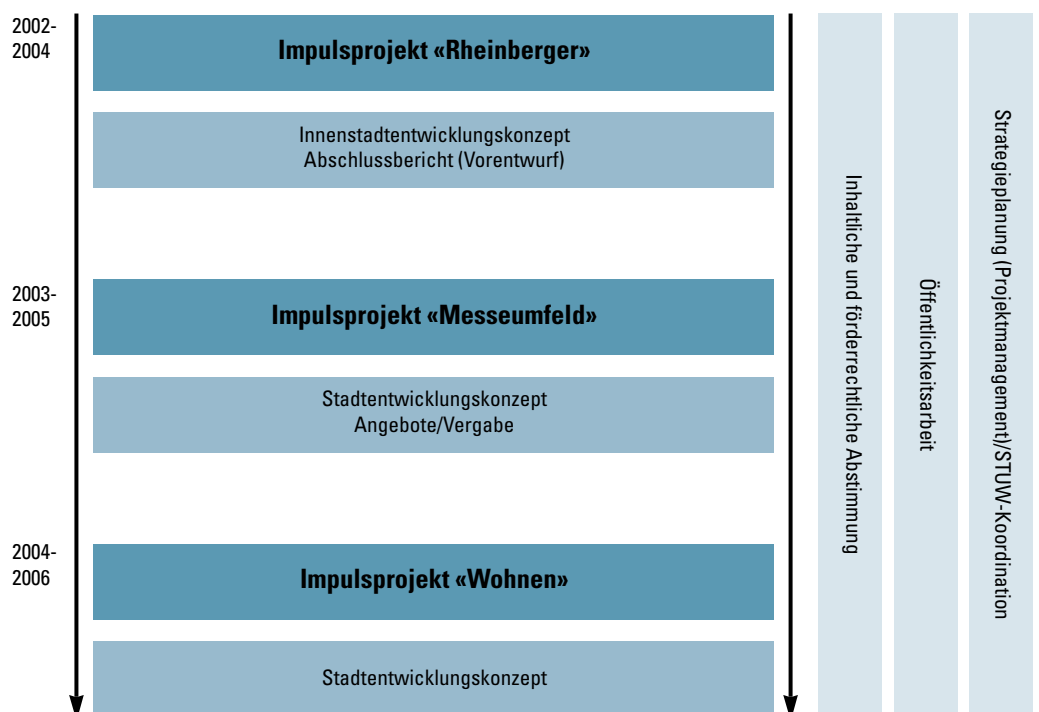 2002-
2004
Impulsprojekt «Rheinberger»
Innenstadtentwicklungskonzept
Abschlussbericht (Vorentwurf)
2003-
2005
Impulsprojekt «Messeumfeld»
Stadtentwicklungskonzept
Angebote/Vergabe
2004-
2006
Impulsprojekt «Wohnen»
Stadtentwicklungskonzept
Inhaltliche und förderrechtliche Abstimmung
Öffentlichkeitsarbeit
Strategieplanung (Projektmanagement)/STUW-Koordination